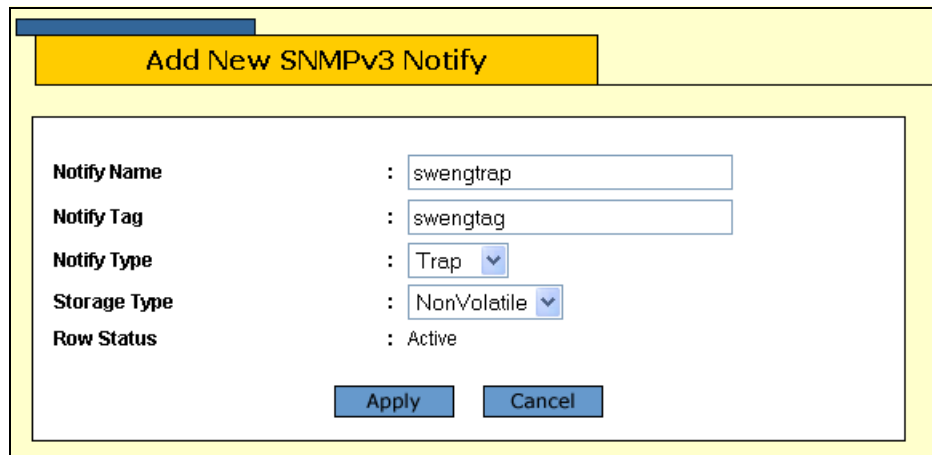 Add New SNMPv3 Notify
Notify Name : swengtrap
Notify Tag : swengtag
Notify Type : Trap
Storage Type : NonVolatile
Row Status : Active
Apply Cancel